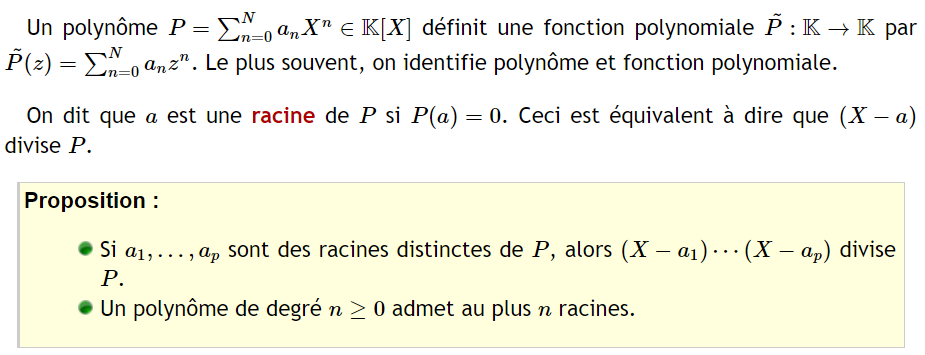 Un polynôme $P = \sum_{n=0}^{N} a_n X^n \in \mathbb{K}[X]$ définit une fonction polynomiale $\tilde{P} : \mathbb{K} \to \mathbb{K}$ par
$\tilde{P}(z) = \sum_{n=0}^{N} a_n z^n$. Le plus souvent, on identifie polynôme et fonction polynomiale.
On dit que $a$ est une racine de $P$ si $P(a) = 0$. Ceci est équivalent à dire que $(X - a)$
divise $P$.
Proposition :
Si $a_1, \ldots, a_p$ sont des racines distinctes de $P$, alors $(X - a_1) \cdots (X - a_p)$ divise
$P$.
Un polynôme de degré $n \geq 0$ admet au plus $n$ racines.